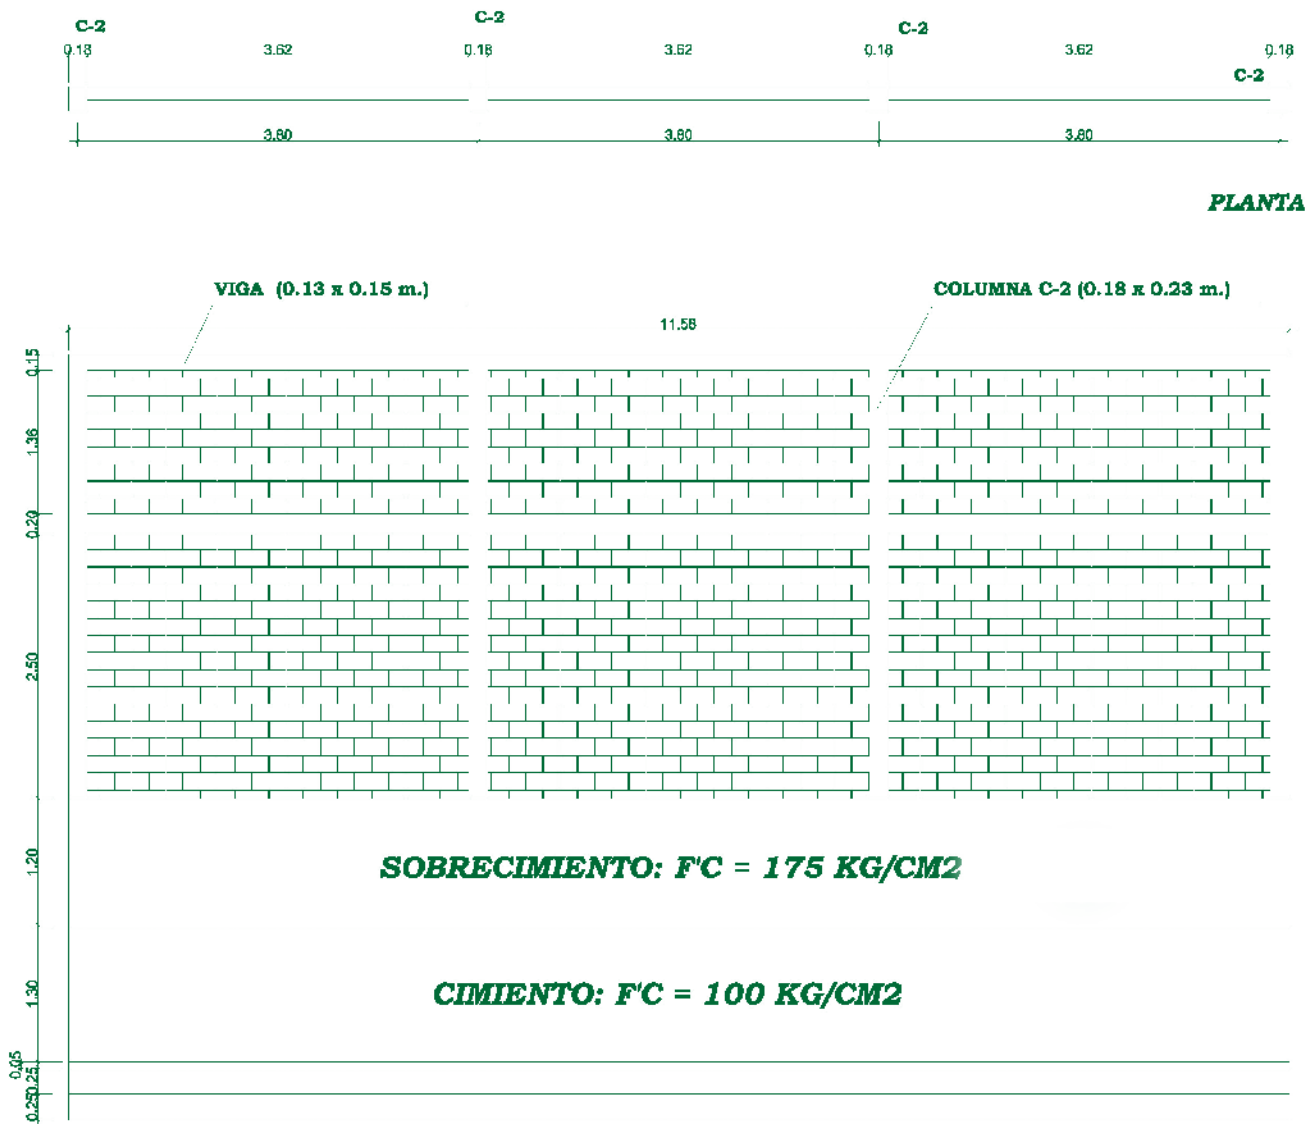 C-2
C-2
C-2
0.18 3.62 0.18 3.62 0.18 3.62 0.18
C-2
3.80 3.80 3.80
PLANTA
VIGA (0.13 x 0.15 m.)
COLUMNA C-2 (0.18 x 0.23 m.)
11.58
0.15
1.36
0.20
2.50
1.20
SOBRECIMIENTO: F'C = 175 KG/CM2
1.30
CIMIENTO: F'C = 100 KG/CM2
0.05
0.25
0.25